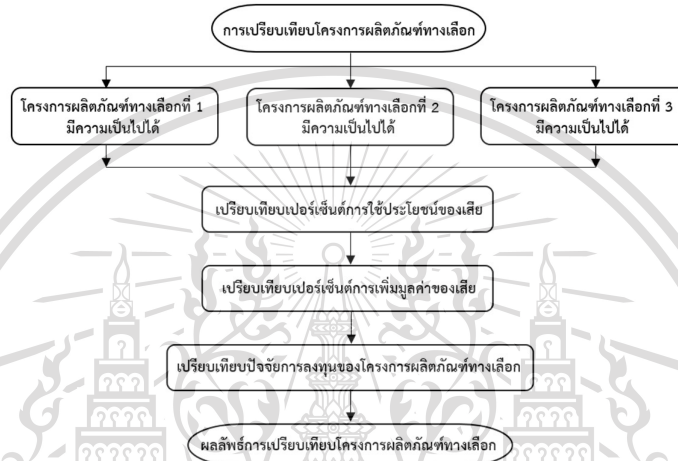 การเปรียบเทียบโครงการผลิตภัณฑ์ทางเลือก
โครงการผลิตภัณฑ์ทางเลือกที่ 1
มีความเป็นไปได้
โครงการผลิตภัณฑ์ทางเลือกที่ 2
มีความเป็นไปได้
โครงการผลิตภัณฑ์ทางเลือกที่ 3
มีความเป็นไปได้
เปรียบเทียบเปอร์เซ็นต์การใช้ประโยชน์ของเสีย
เปรียบเทียบเปอร์เซ็นต์การเพิ่มมูลค่าของเสีย
เปรียบเทียบปัจจัยการลงทุนของโครงการผลิตภัณฑ์ทางเลือก
ผลลัพธ์การเปรียบเทียบโครงการผลิตภัณฑ์ทางเลือก